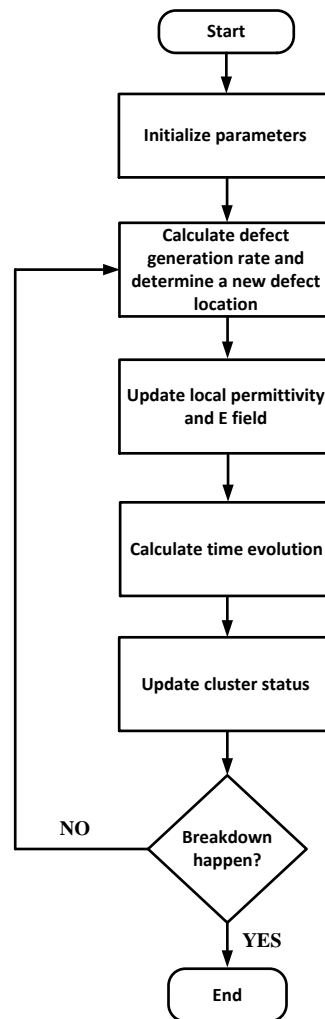 Start
Initialize parameters
Calculate defect
generation rate and
determine a new defect
location
Update local permittivity
and E field
Calculate time evolution
Update cluster status
Breakdown
happen?
NO
YES
End